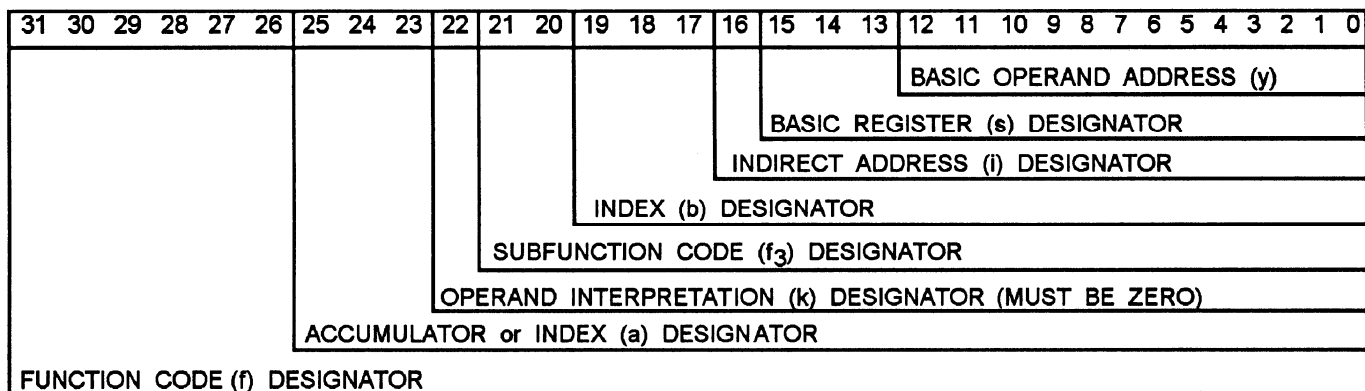 31 30 29 28 27 26 25 24 23 22 21 20 19 18 17 16 15 14 13 12 11 10 9 8 7 6 5 4 3 2 1 0
BASIC OPERAND ADDRESS (y)
BASIC REGISTER (s) DESIGNATOR
INDIRECT ADDRESS (i) DESIGNATOR
INDEX (b) DESIGNATOR
SUBFUNCTION CODE (f3) DESIGNATOR
OPERAND INTERPRETATION (k) DESIGNATOR (MUST BE ZERO)
ACCUMULATOR or INDEX (a) DESIGNATOR
FUNCTION CODE (f) DESIGNATOR